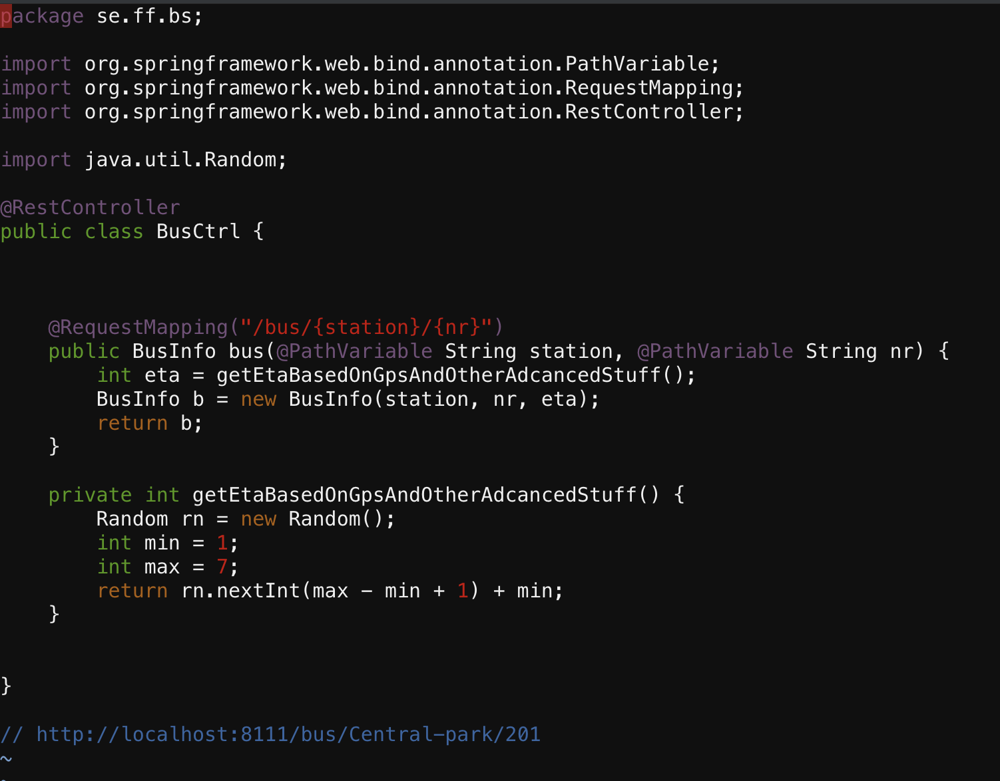 package se.ff.bs;
import org.springframework.web.bind.annotation.PathVariable;
import org.springframework.web.bind.annotation.RequestMapping;
import org.springframework.web.bind.annotation.RestController;
import java.util.Random;
@RestController
public class BusCtrl {
@RequestMapping("/bus/{station}/{nr}")
public BusInfo bus(@PathVariable String station, @PathVariable String nr) {
int eta = getEtaBasedOnGpsAndOtherAdcancedStuff();
BusInfo b = new BusInfo(station, nr, eta);
return b;
}
private int getEtaBasedOnGpsAndOtherAdcancedStuff() {
Random rn = new Random();
int min = 1;
int max = 7;
return rn.nextInt(max - min + 1) + min;
}
}
// http://localhost:8111/bus/Central-park/201
~